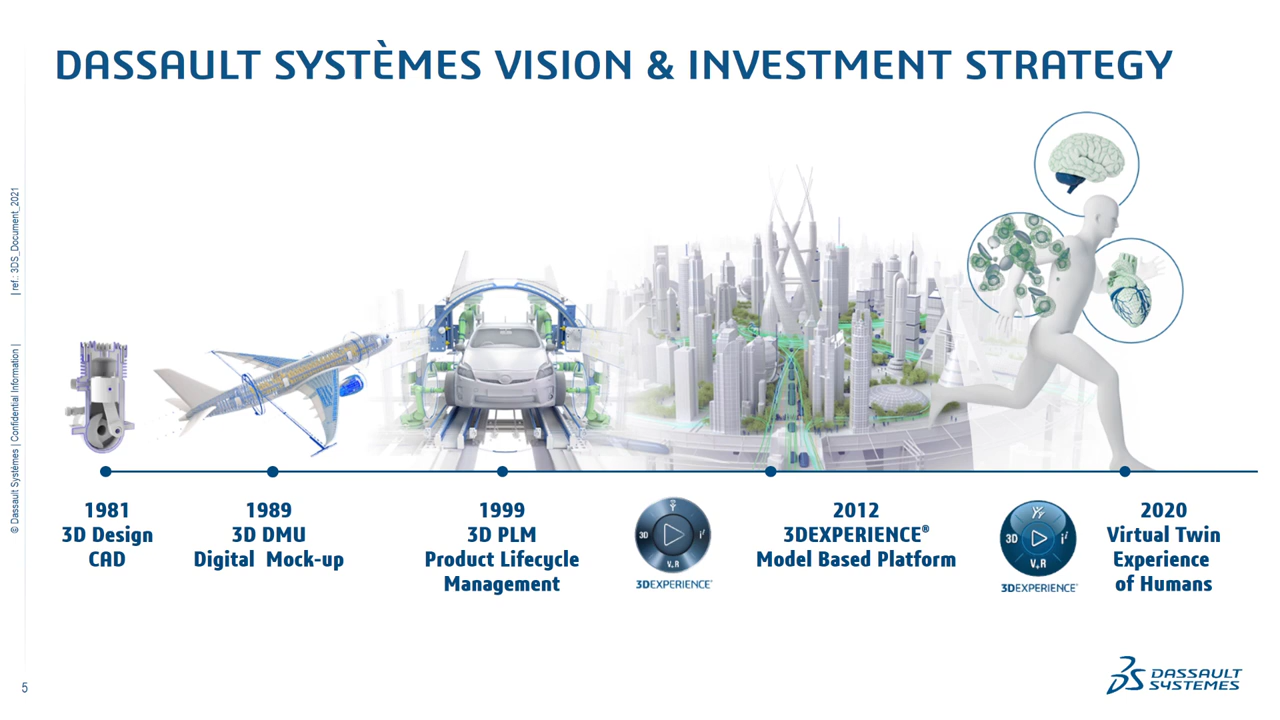 DASSAULT SYSTÈMES VISION & INVESTMENT STRATEGY
© Dassault Systèmes | Confidential Information | | ref.: 3DS_Document_2021
1981
3D Design
CAD
1989
3D DMU
Digital Mock-up
1999
3D PLM
Product Lifecycle
Management
3D
V.R
3DEXPERIENCE®
2012
3DEXPERIENCE®
Model Based Platform
3D
V+R
3DEXPERIENCE®
2020
Virtual Twin
Experience
of Humans
5
3DS DASSAULT
SYSTEMES